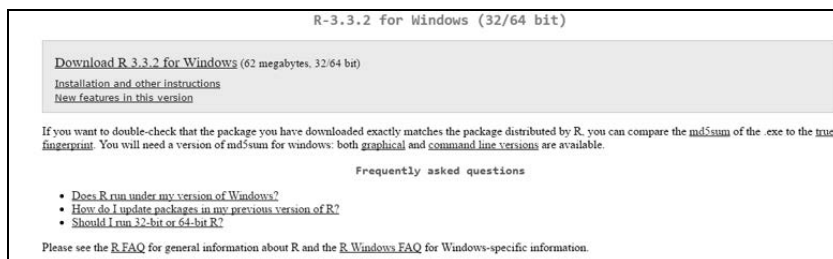 R-3.3.2 for Windows (32/64 bit)
Download R 3.3.2 for Windows (62 megabytes, 32/64 bit)
Installation and other instructions
New features in this version
If you want to double-check that the package you have downloaded exactly matches the package distributed by R, you can compare the md5sum of the .exe to the true
fingerprint. You will need a version of md5sum for windows: both graphical and command line versions are available.
Frequently asked questions
• Does R run under my version of Windows?
• How do I update packages in my previous version of R?
• Should I run 32-bit or 64-bit R?
Please see the R FAQ for general information about R and the R Windows FAQ for Windows-specific information.